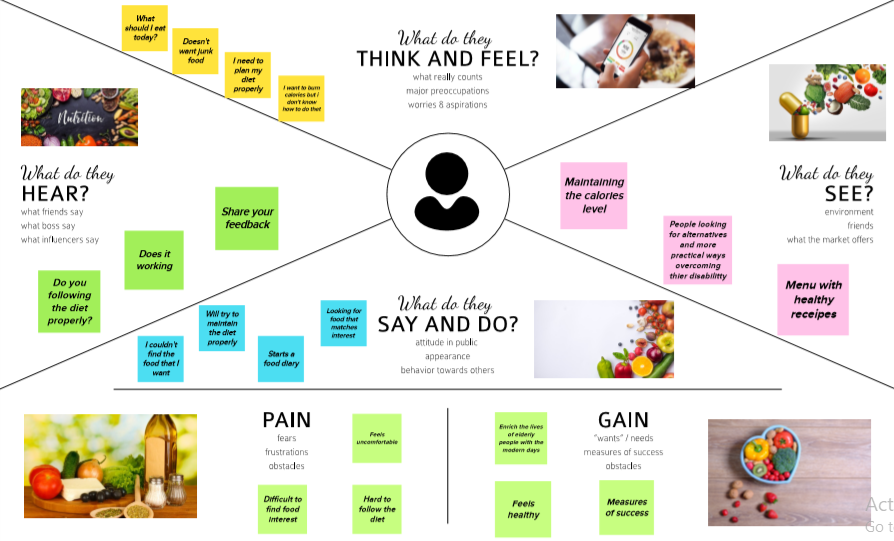 What
should I eat
today?
Doesn't
want junk
food
I need to
plan my
diet
properly
I want to burn
calories but i
don't know
how to do that
What do they
THINK AND FEEL?
what really counts
major preoccupations
worries & aspirations
Nutrition
What do they
HEAR?
what friends say
what boss say
what influencers say
Share your
feedback
Does it
working
Do you
following
the diet
properly?
What do they
SEE?
environment
friends
what the market offers
Maintaining
the calories
level
People looking
for alternatives
and more
practical ways
overcoming
thier disability
Menu with
healthy
receipes
What do they
SAY AND DO?
attitude in public
appearance
behavior towards others
I couldn't
find the
food that I
want
Will try to
maintain
the diet
properly
Starts a
food diary
Looking for
food that
matches
interest
PAIN
fears
frustrations
obstacles
Feels
uncomfortable
Difficult to
find food
interest
Hard to
follow the
diet
GAIN
"wants" / needs
measures of success
obstacles
Enrich the lives
of elderly
people with the
modern days
Feels
healthy
Measures
of success
Act
Go t